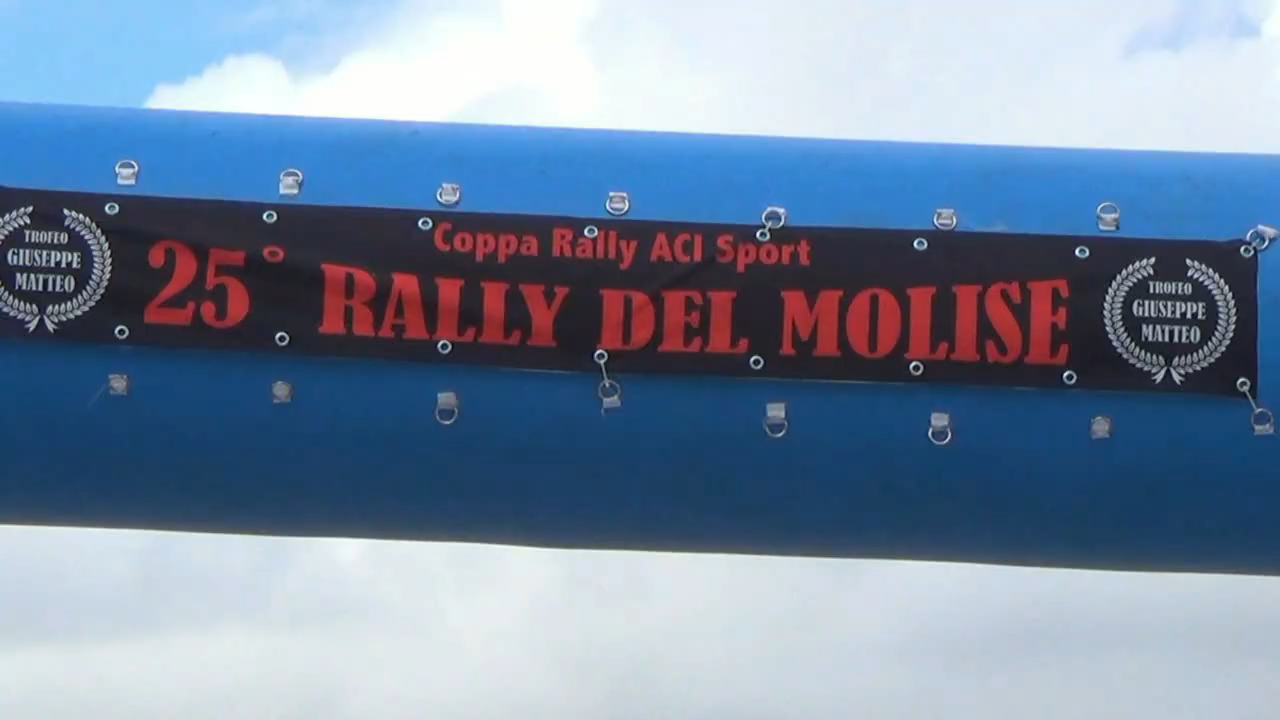 TROFEO
GIUSEPPE
MATTEO
Coppa Rally ACI Sport
25° RALLY DEL MOLISE
TROFEO
GIUSEPPE
MATTEO